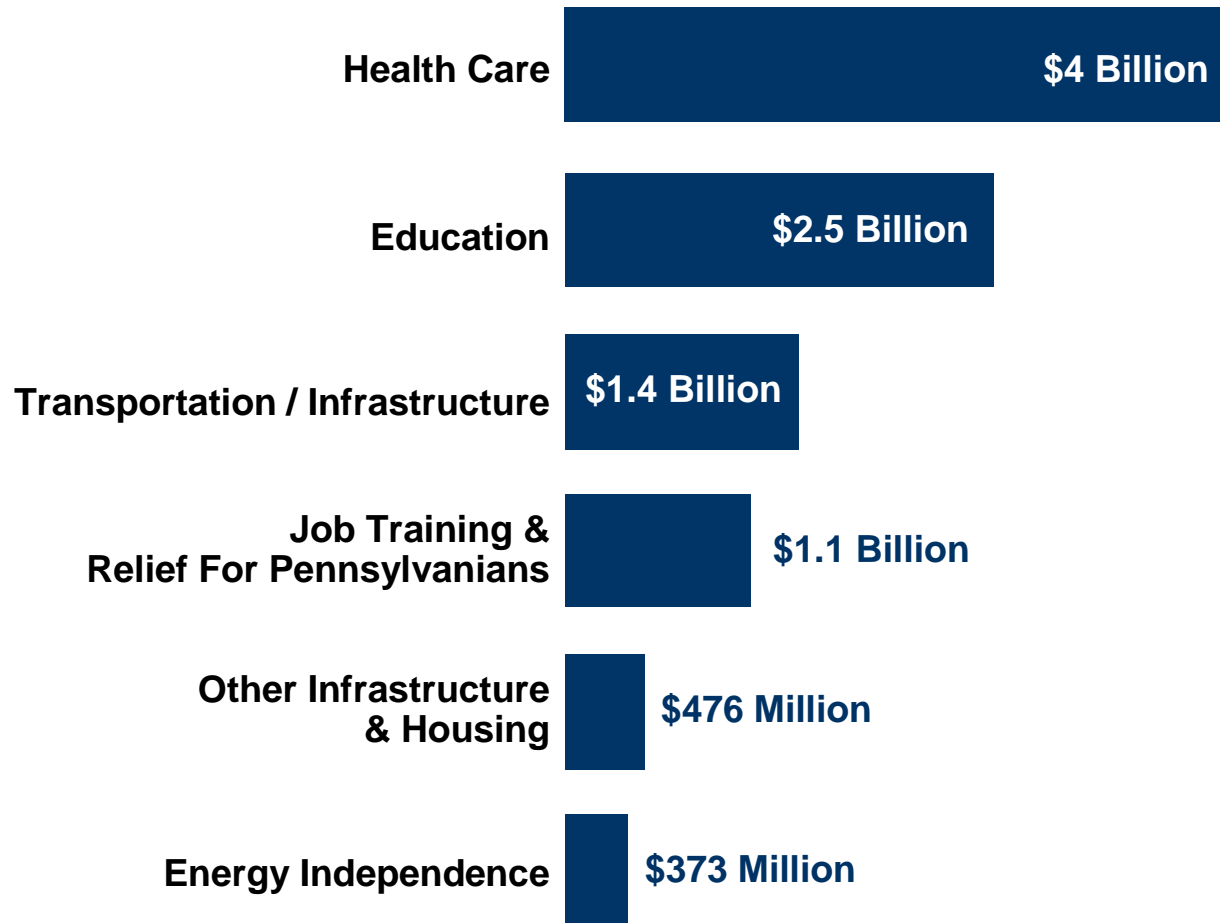 Health Care
$4 Billion
Education
$2.5 Billion
Transportation / Infrastructure
$1.4 Billion
Job Training &
Relief For Pennsylvanians
$1.1 Billion
Other Infrastructure
& Housing
$476 Million
Energy Independence
$373 Million